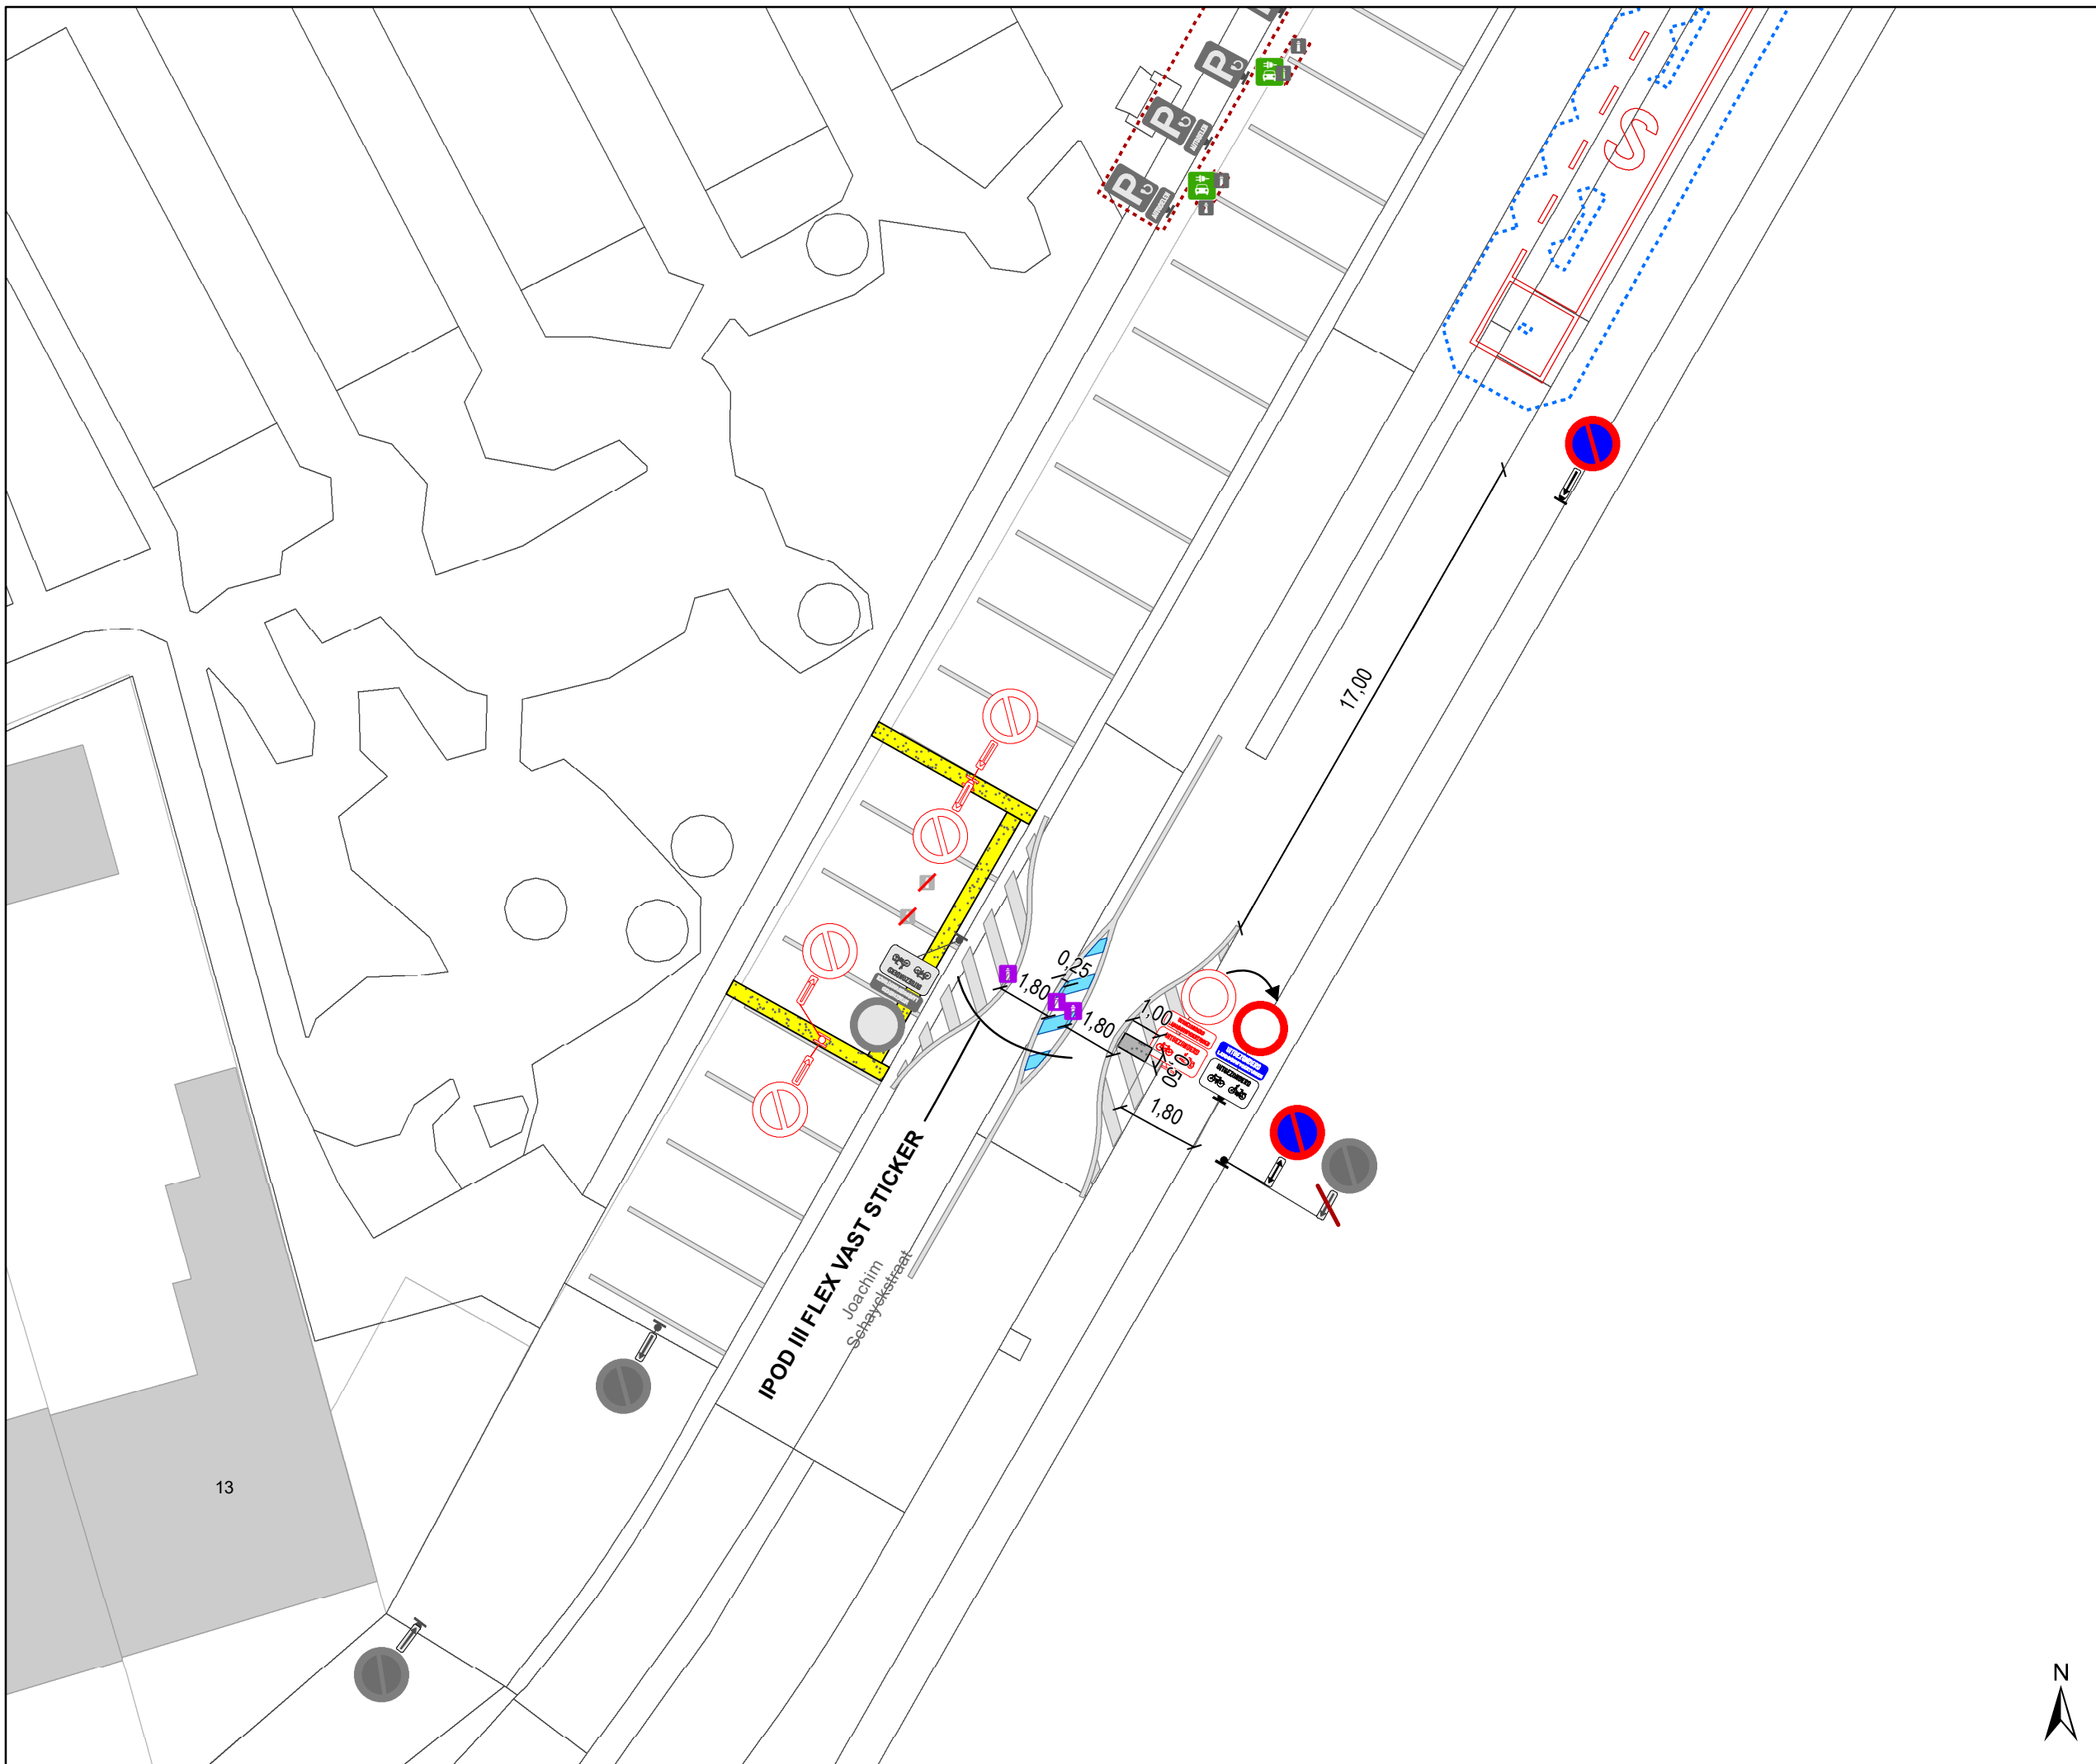 P
P
P
S
17,00
0,25
1,80
1,80
1,00
1,80
IPOD III FLEX VAST STICKER
Joachim
Schayckstraat
13
N